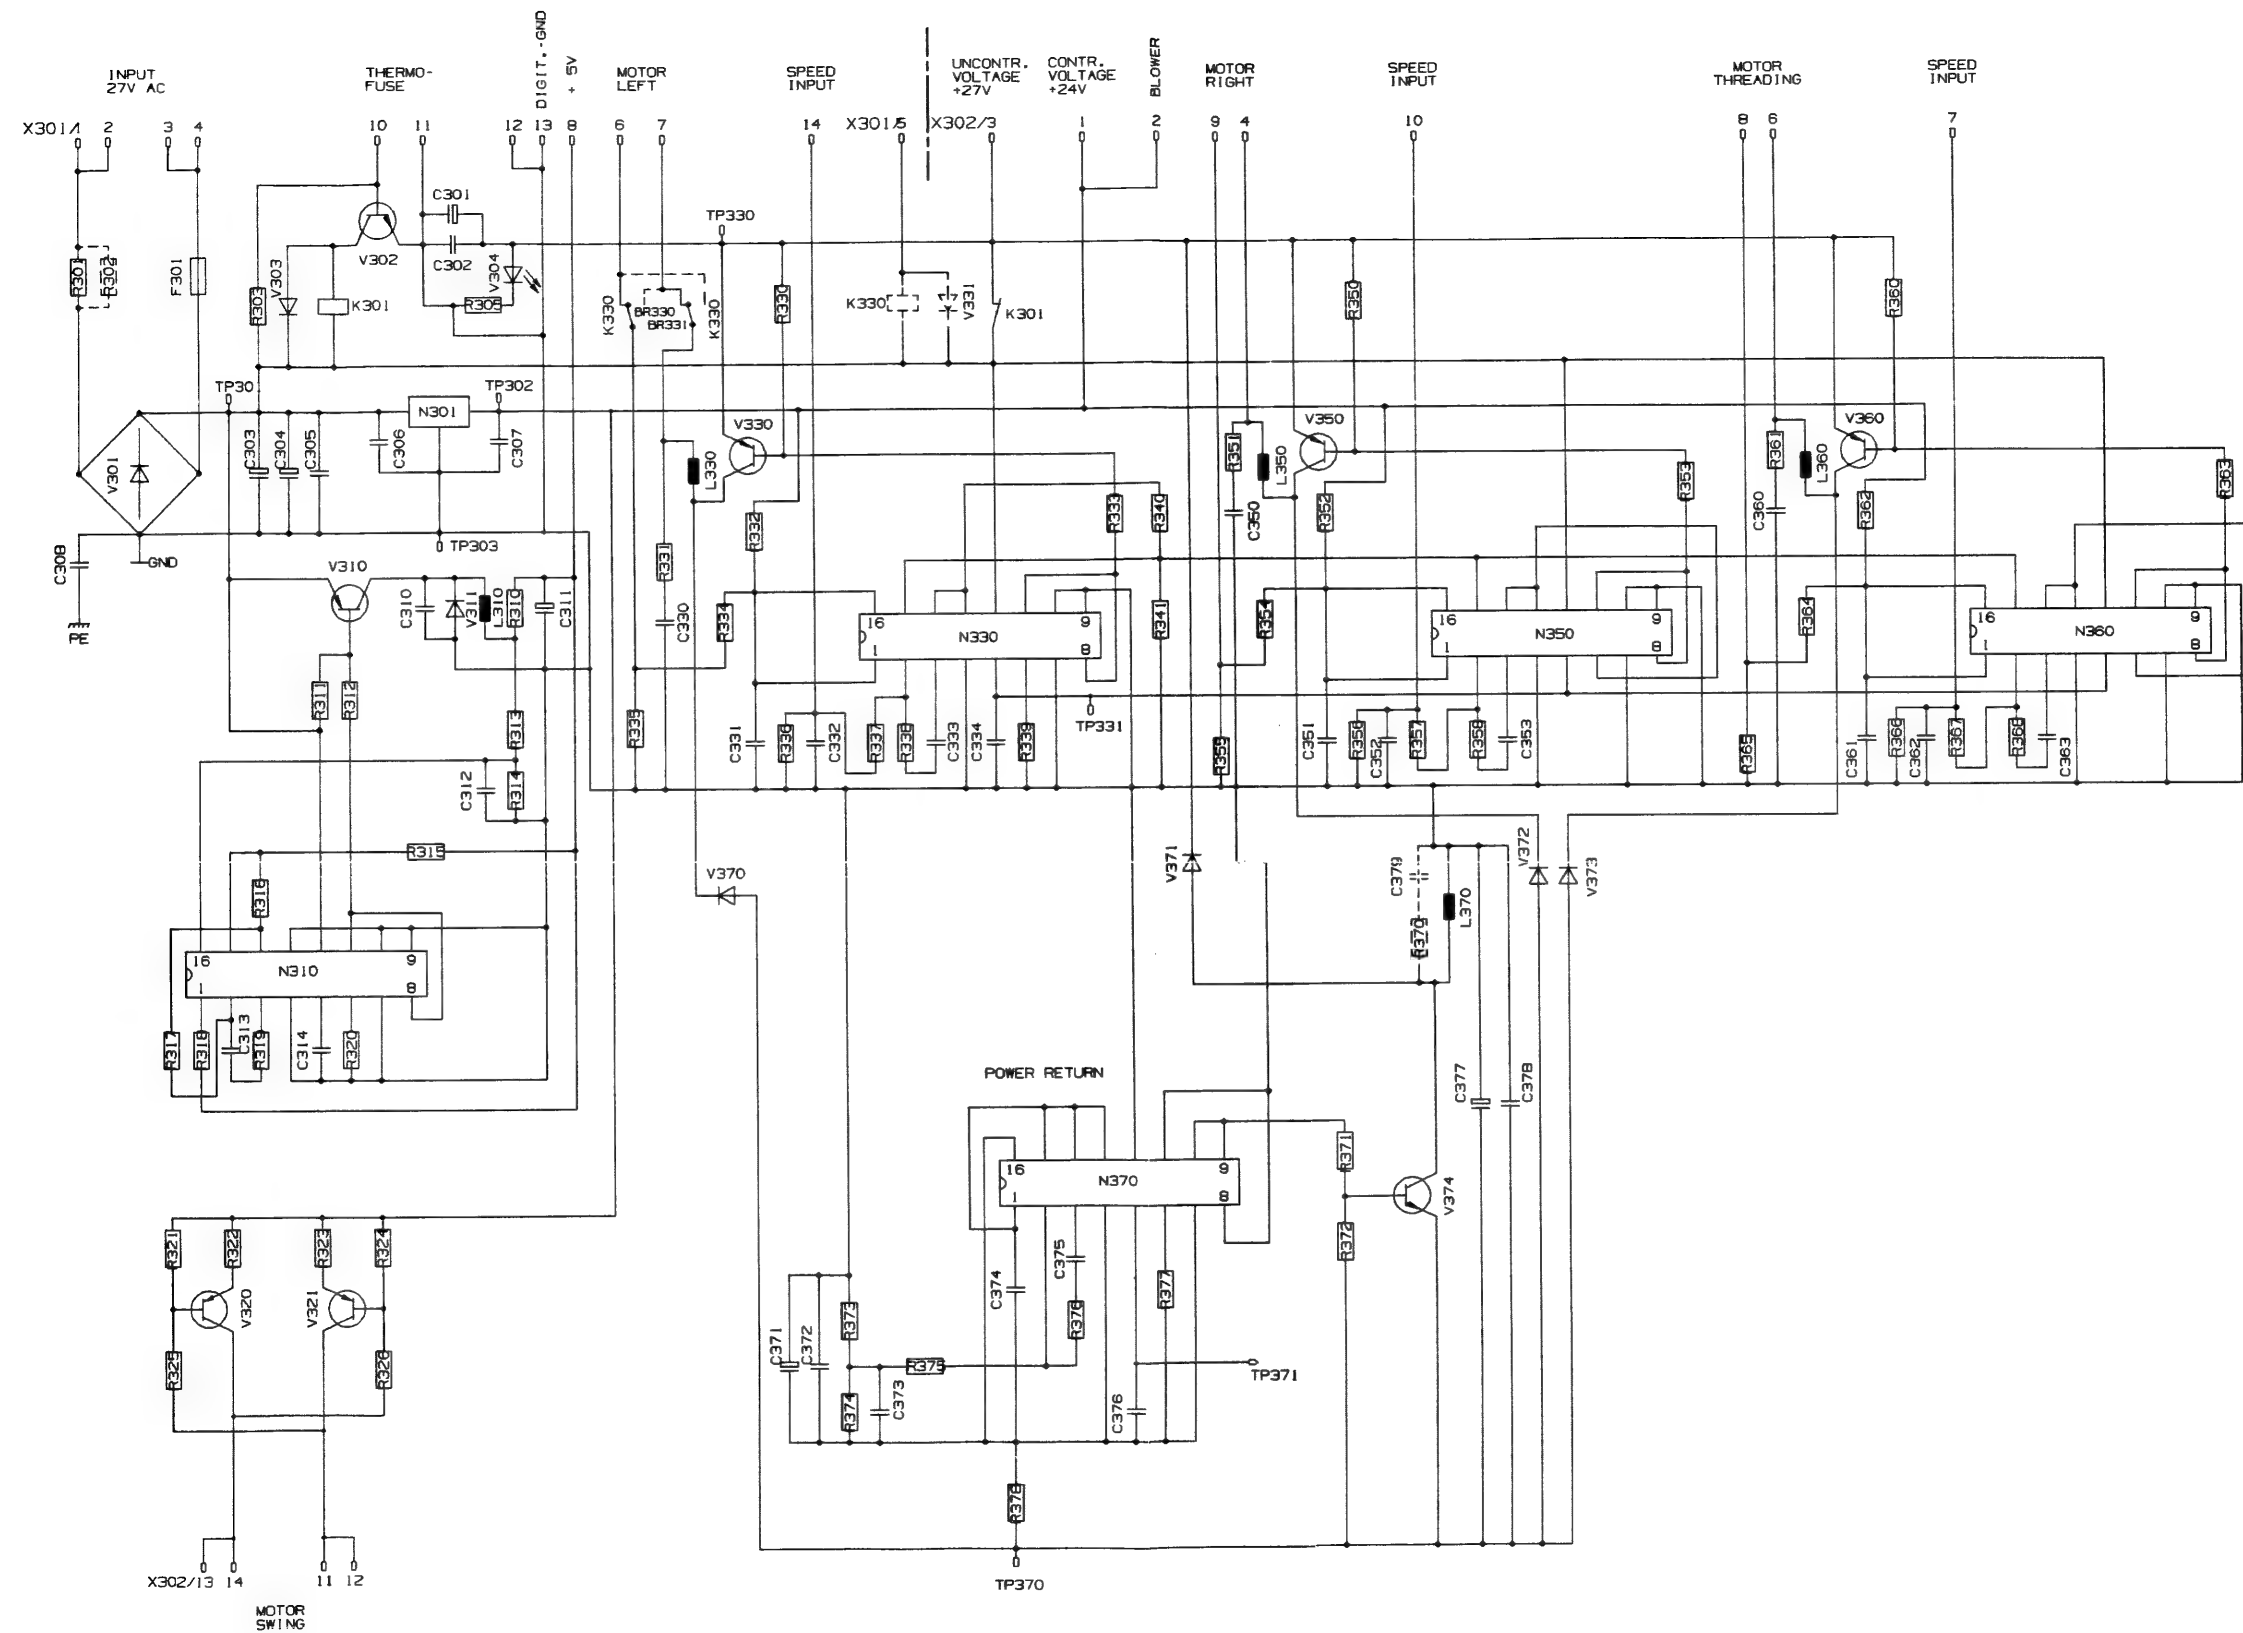 INPUT
27V AC
THERMO-
FUSE
DIGIT.-GND
+ 5V
MOTOR
LEFT
SPEED
INPUT
UNCONTR.
VOLTAGE
+27V
CONTR.
VOLTAGE
+24V
BLOWER
MOTOR
RIGHT
SPEED
INPUT
MOTOR
THREADING
SPEED
INPUT
X301/1
2
3
4
10
11
12
13
8
6
7
14
X301/5
X302/3
1
2
9
4
10
8
6
7
C301
C302
V302
V303
K301
V304
R305
R301
R302
F301
R303
TP330
K330
BR330
BR331
K330
R330
K330
V331
K301
R350
R360
TP30
N301
TP302
V301
C303
C304
C305
C306
C307
TP303
GND
C308
PE
V330
L330
R332
R333
R340
R351
L350
V350
C350
R352
R353
R361
L360
V360
C360
R362
R363
V310
C310
V311
L310
R310
C311
R331
C330
R334
16
9
N330
1
8
R341
R354
16
9
N350
1
8
R364
16
9
N360
1
8
R311
R312
R313
C312
R314
R335
C331
R336
C332
R337
R338
C333
C334
R339
TP331
R355
C351
R356
C352
R357
R358
C353
R365
C361
R366
C362
R367
R368
C363
R315
R316
V370
V371
C379
R370
L370
V372
V373
16
9
N310
1
8
R317
R318
C313
R319
C314
R320
POWER RETURN
C377
C378
16
9
N370
1
8
R371
R372
V374
R321
R322
R323
R324
V320
V321
R325
R326
C371
C372
R373
R374
C373
R375
C374
C375
R376
C376
R377
TP371
R378
TP370
X302/13
14
11
12
MOTOR
SWING